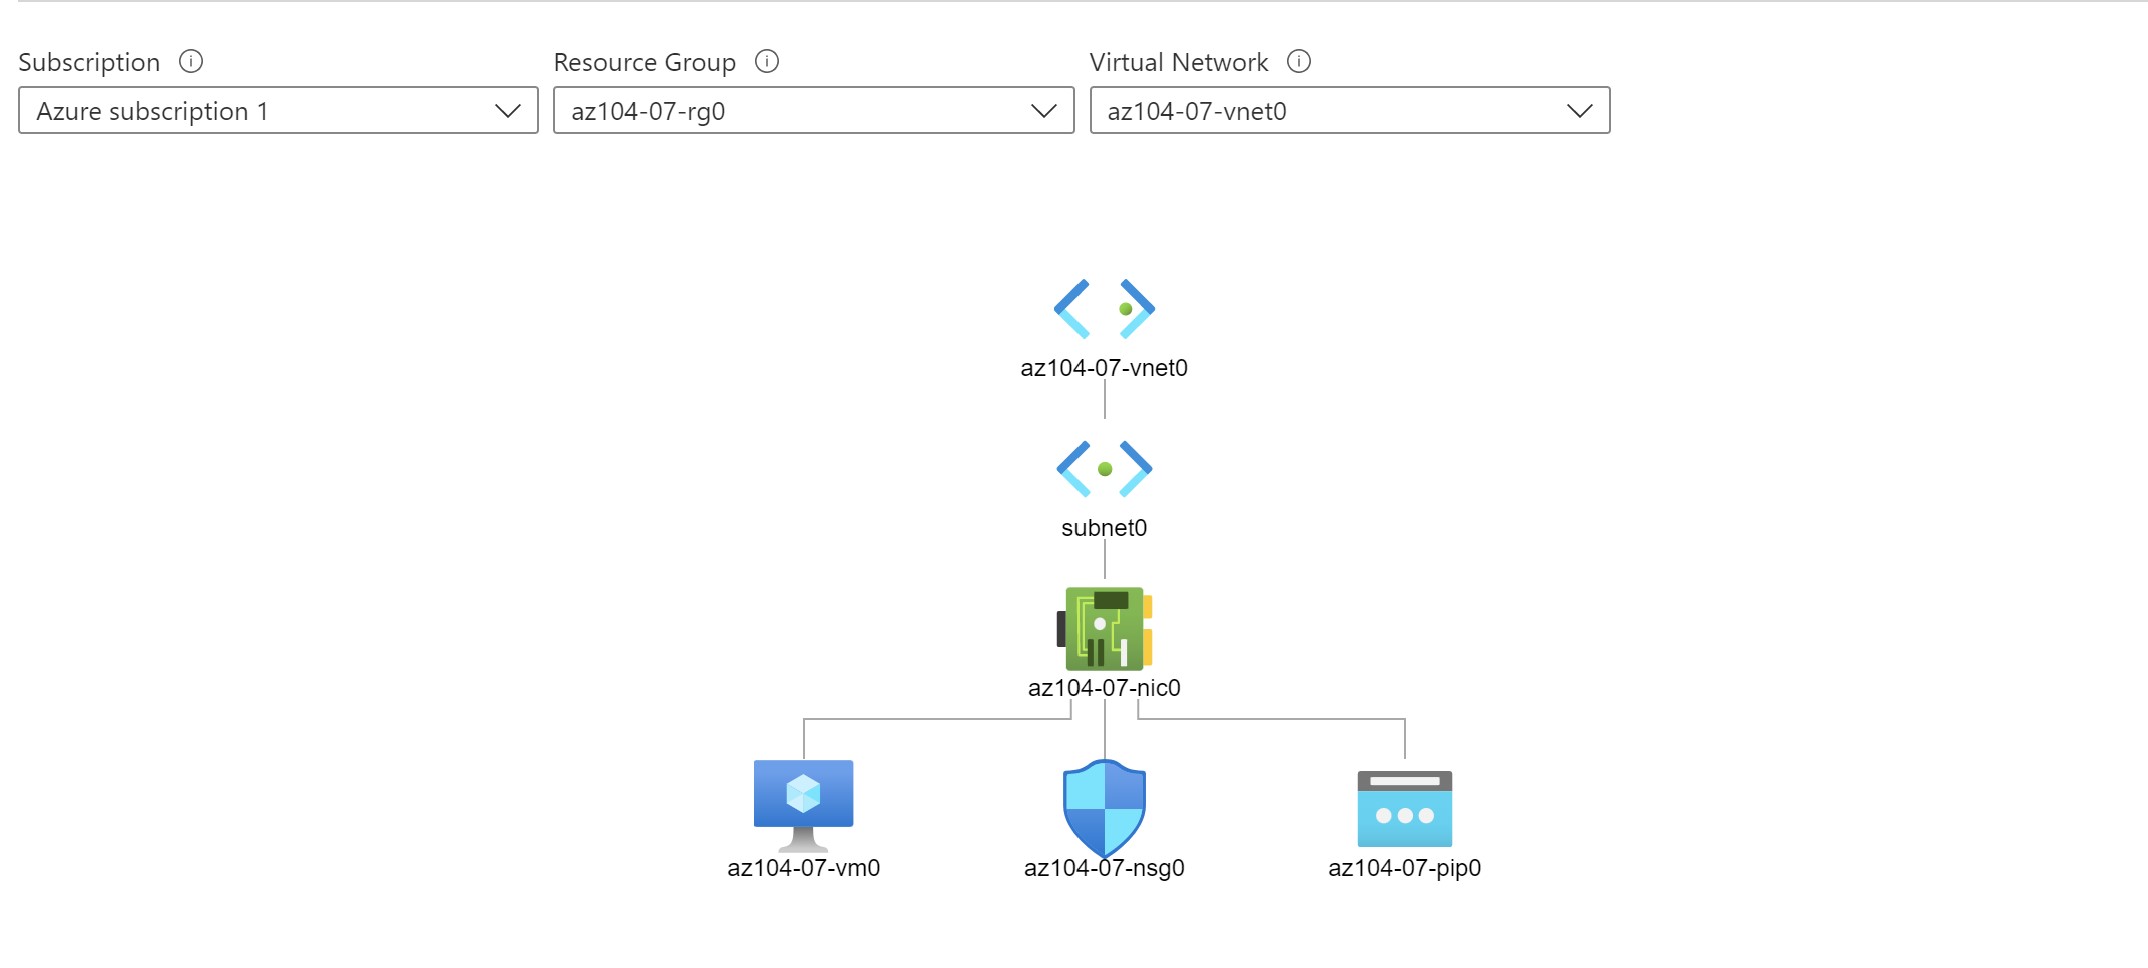 Subscription
Resource Group
Virtual Network
Azure subscription 1
az104-07-rg0
az104-07-vnet0
az104-07-vnet0
subnet0
az104-07-nic0
az104-07-vm0
az104-07-nsg0
az104-07-pip0